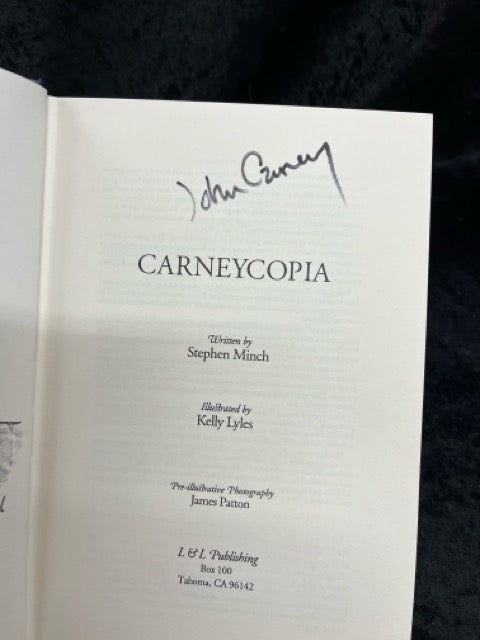 John Carney
CARNEYCOPIA
Written by
Stephen Minch
Illustrated by
Kelly Lyles
Pre-illustrative Photography
James Patton
L & L Publishing
Box 100
Tahoma, CA 96142